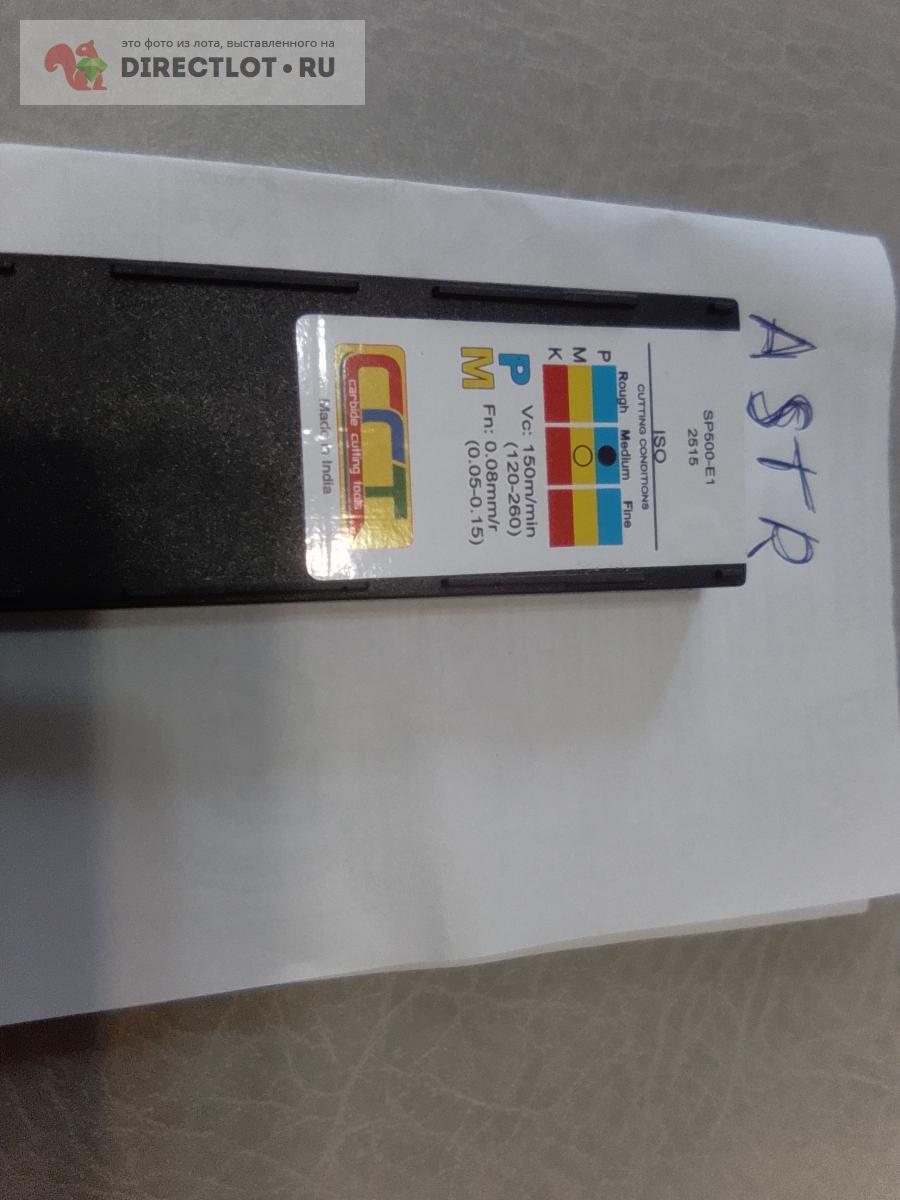 это фото из лота, выставленного на
DIRECTLOT•RU
ASTR
SP500-E1
2515
ISO
CUTTING CONDITIONS
Rough Medium Fine
P
M
K
P Vc: 150m/min
(120-260)
M Fn: 0.08mm/r
(0.05-0.15)
CCT
carbide cutting tools
Made in India